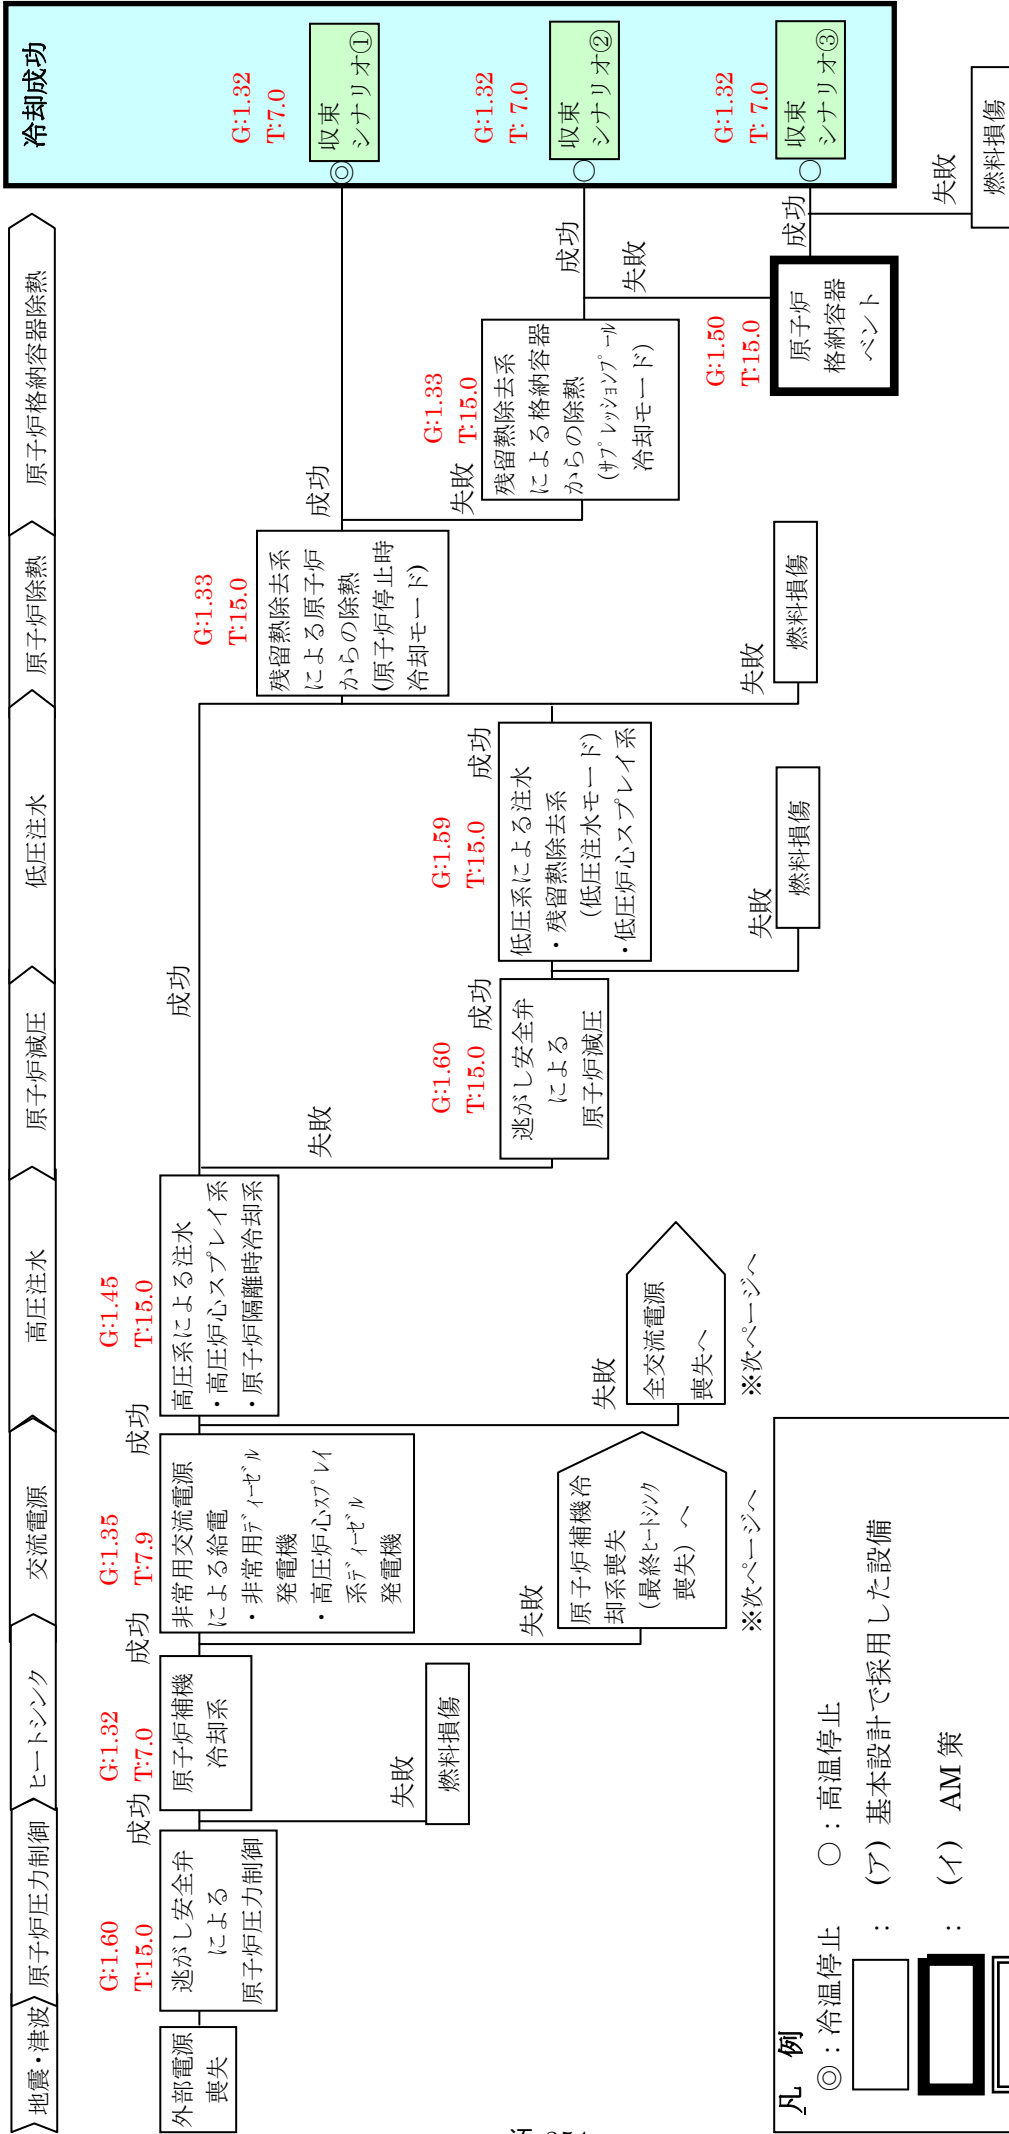 地震・津波
原子炉圧力制御
ヒートシンク
交流電源
高圧注水
原子炉減圧
低圧注水
原子炉除熱
原子炉格納容器除熱
冷却成功
外部電源
喪失
G:1.60
T:15.0
逃がし安全弁
による
原子炉圧力制御
成功
失敗
燃料損傷
G:1.32
T:7.0
原子炉補機
冷却系
成功
失敗
原子炉補機冷
却系喪失
(最終ヒートシンク
喪失)へ
※次ページへ
G:1.35
T:7.9
非常用交流電源
による給電
・非常用ディーゼル
発電機
・高圧炉心スプレイ
系ディーゼル
発電機
成功
失敗
全交流電源
喪失へ
※次ページへ
G:1.45
T:15.0
高圧系による注水
・高圧炉心スプレイ系
・原子炉隔離時冷却系
成功
失敗
G:1.60
T:15.0
逃がし安全弁
による
原子炉減圧
成功
失敗
燃料損傷
G:1.59
T:15.0
低圧系による注水
・残留熱除去系
(低圧注水モード)
・低圧炉心スプレイ系
成功
失敗
燃料損傷
G:1.33
T:15.0
残留熱除去系
による原子炉
からの除熱
(原子炉停止時
冷却モード)
成功
失敗
G:1.33
T:15.0
残留熱除去系
による格納容器
からの除熱
(サプレッションプール
冷却モード)
成功
失敗
G:1.50
T:15.0
原子炉
格納容器
ベント
成功
失敗
燃料損傷
G:1.32
T:7.0
◎
収束
シナリオ①
G:1.32
T:7.0
○
収束
シナリオ②
G:1.32
T:7.0
○
収束
シナリオ③
凡 例
◎:冷温停止 ○:高温停止
: (ア)基本設計で採用した設備
: (イ) AM 策